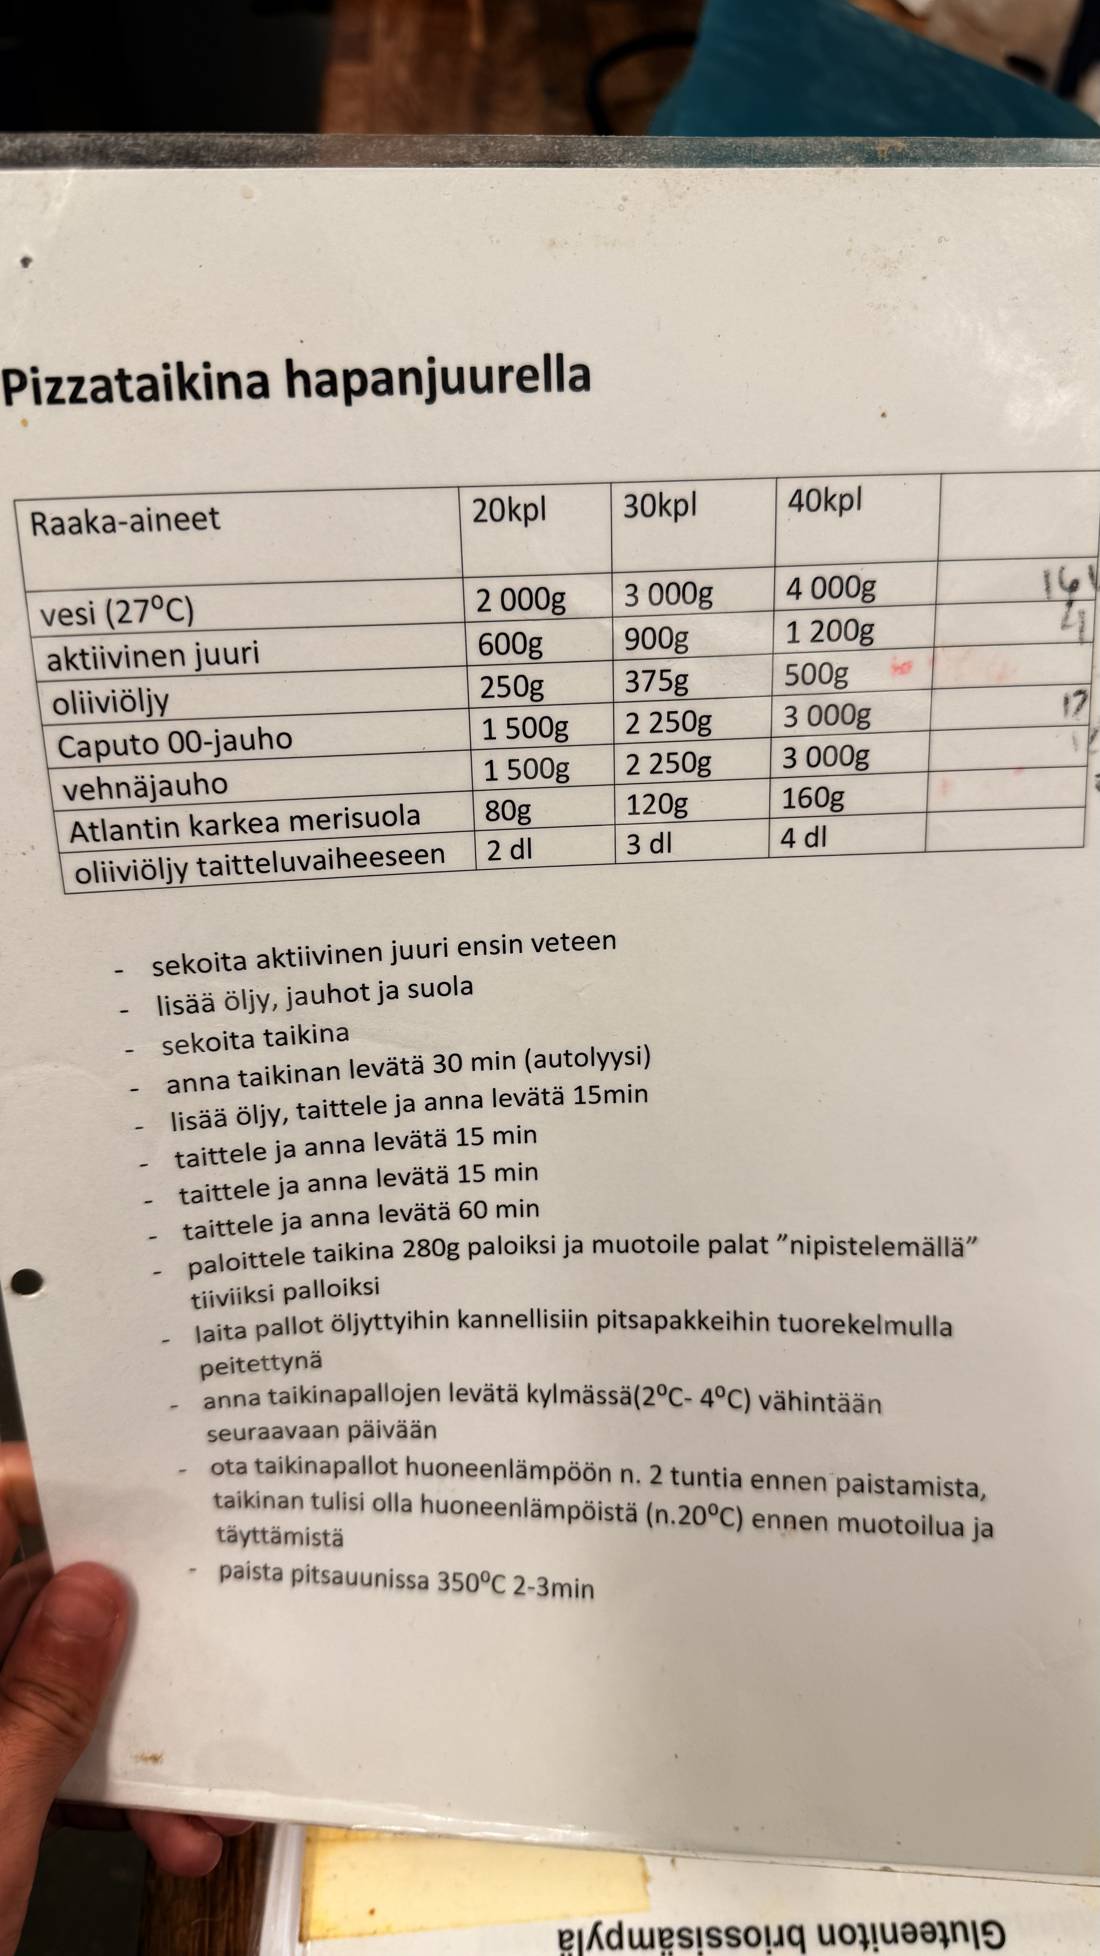 Pizzataikina hapanjuurella
Raaka-aineet 20kpl 30kpl 40kpl
vesi (27⁰C) 2 000g 3 000g 4 000g
aktiivinen juuri 600g 900g 1 200g
oliiviöljy 250g 375g 500g
Caputo 00-jauho 1 500g 2 250g 3 000g 17
vehnäjauho 1 500g 2 250g 3 000g
Atlantin karkea merisuola 80g 120g 160g
oliiviöljy taitteluvaiheeseen 2 dl 3 dl 4 dl
- sekoita aktiivinen juuri ensin veteen
- lisää öljy, jauhot ja suola
- sekoita taikina
- anna taikinan levätä 30 min (autolyysi)
- lisää öljy, taittele ja anna levätä 15min
- taittele ja anna levätä 15 min
- taittele ja anna levätä 15 min
- taittele ja anna levätä 60 min
- paloittele taikina 280g paloiksi ja muotoile palat ”nipistelemällä”
tiiviiksi palloiksi
- laita pallot öljyttyihin kannellisiin pitsapakkeihin tuorekelmulla
peitettynä
- anna taikinapallojen levätä kylmässä(2⁰C- 4⁰C) vähintään
seuraavaan päivään
- ota taikinapallot huoneenlämpöön n. 2 tuntia ennen paistamista,
taikinan tulisi olla huoneenlämpöistä (n.20⁰C) ennen muotoilua ja
täyttämistä
- paista pitsauunissa 350⁰C 2-3min
Gluteeniton briossisämpylä